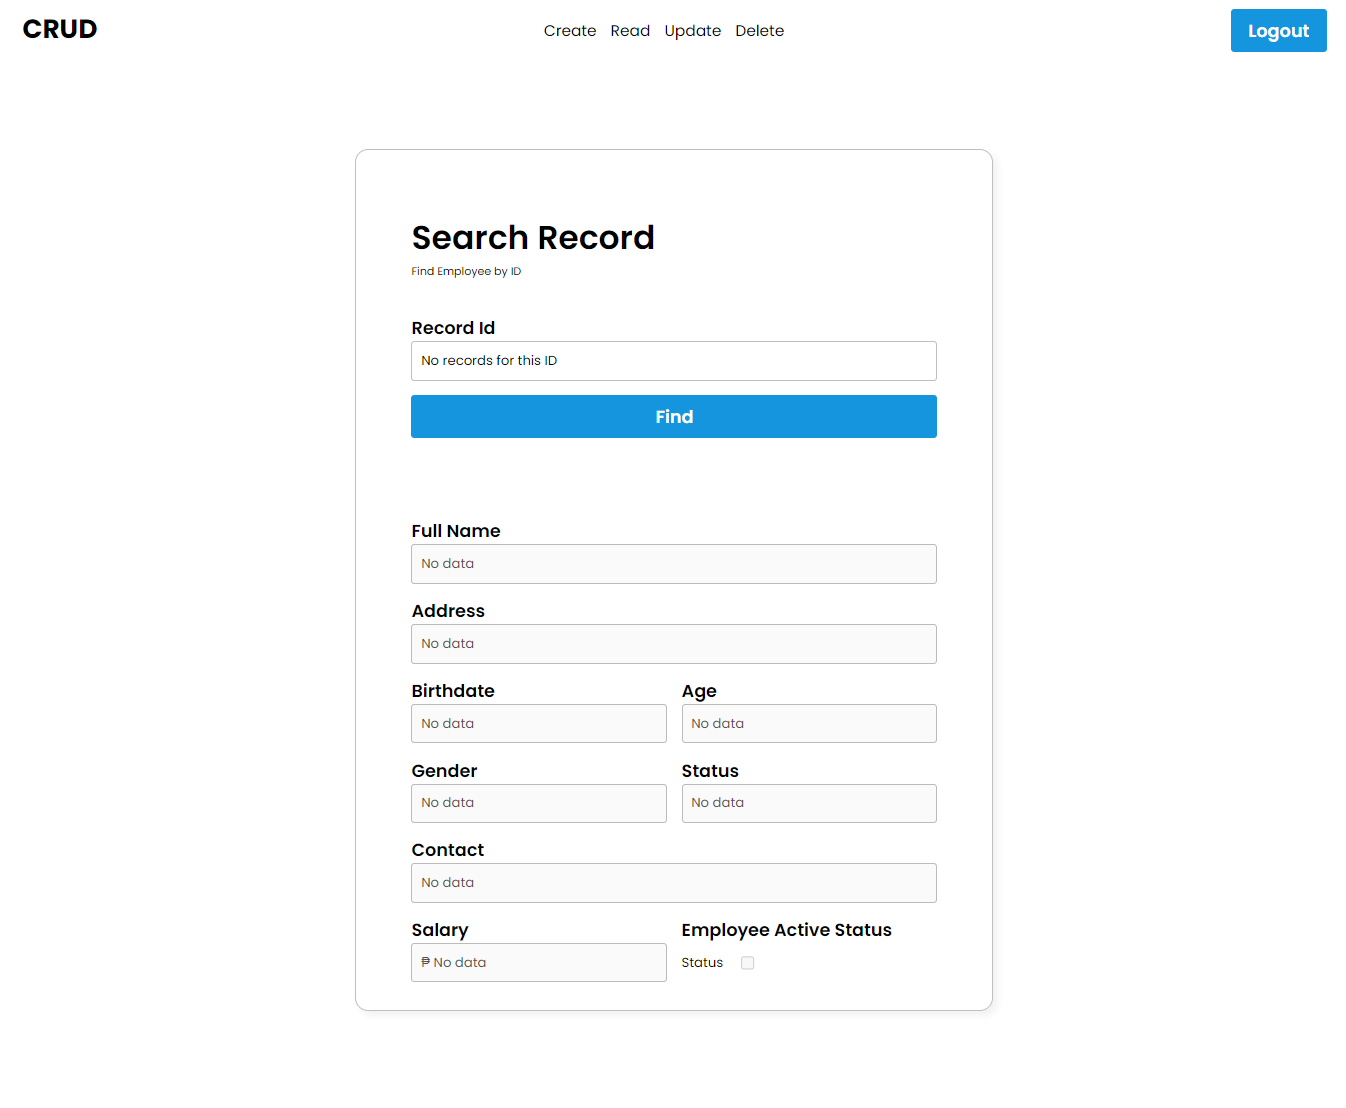 CRUD
Create Read Update Delete
Logout
Search Record
Find Employee by ID
Record Id
No records for this ID
Find
Full Name
No data
Address
No data
Birthdate Age
No data No data
Gender Status
No data No data
Contact
No data
Salary Employee Active Status
₱ No data Status